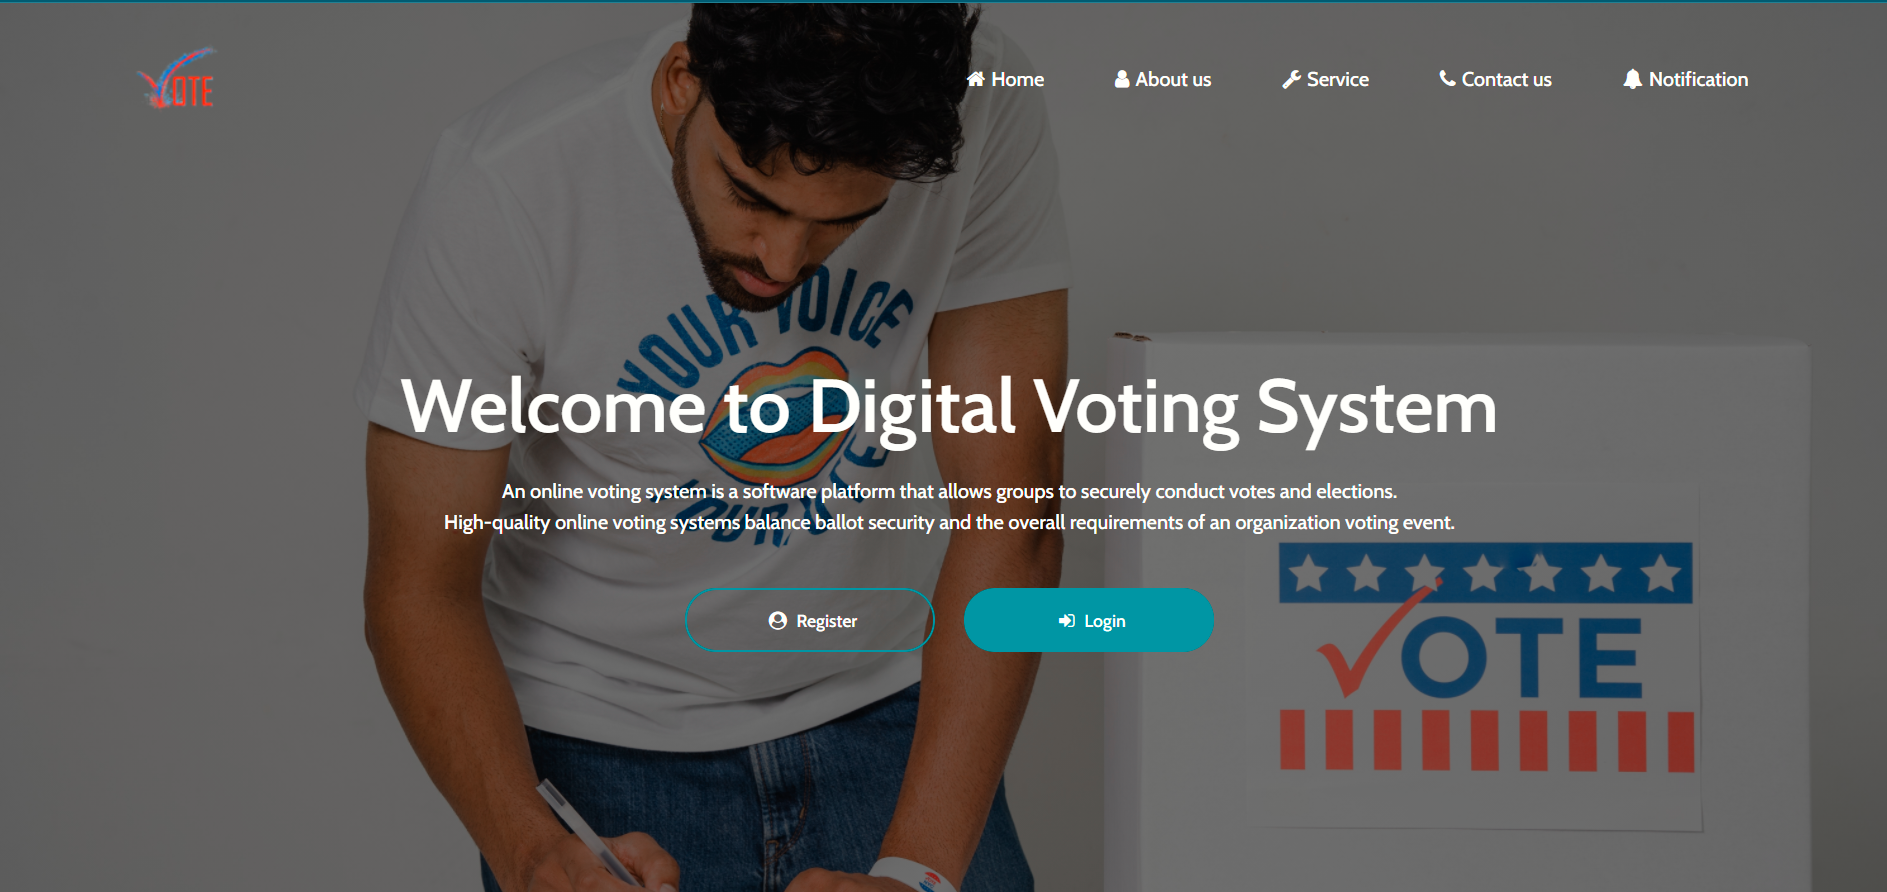 VOTE
Home
About us
Service
Contact us
Notification
YOUR VOICE
Welcome to Digital Voting System
An online voting system is a software platform that allows groups to securely conduct votes and elections.
High-quality online voting systems balance ballot security and the overall requirements of an organization voting event.
YOUR
Register
Login
VOTE